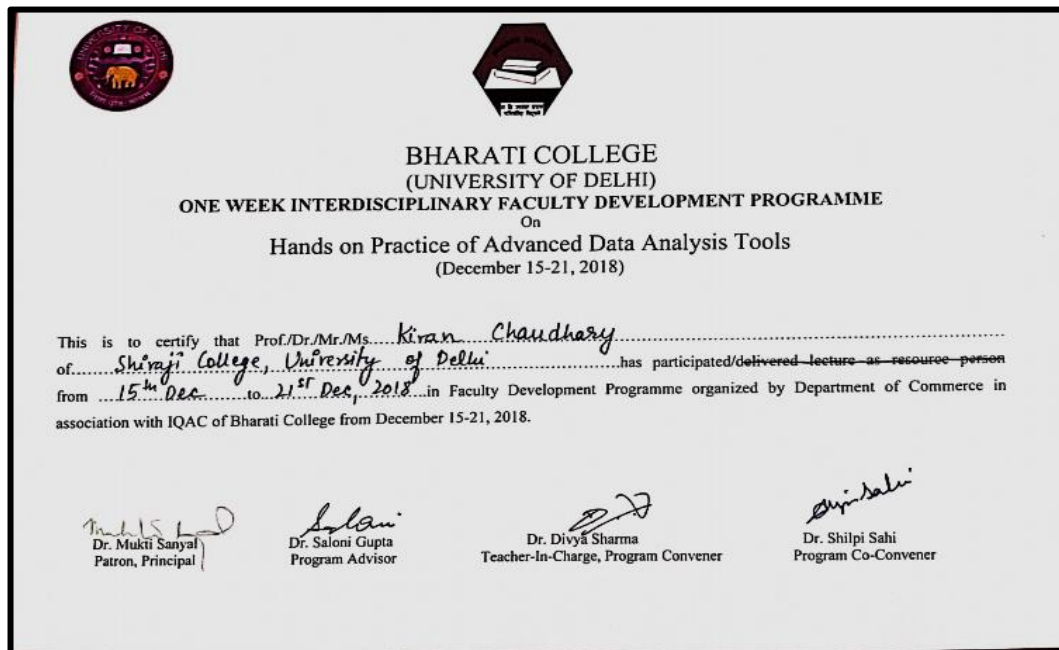 UNIVERSITY OF DELHI
BHARATI COLLEGE
(UNIVERSITY OF DELHI)
ONE WEEK INTERDISCIPLINARY FACULTY DEVELOPMENT PROGRAMME
On
Hands on Practice of Advanced Data Analysis Tools
(December 15-21, 2018)
This is to certify that Prof./Dr./Mr./Ms. Kiran Chaudhary
of Shivaji College, University of Delhi has participated/delivered lecture as resource person
from 15th Dec to 21st Dec, 2018 in Faculty Development Programme organized by Department of Commerce in
association with IQAC of Bharati College from December 15-21, 2018.
Dr. Mukti Sanyal
Patron, Principal
Saloni
Dr. Saloni Gupta
Program Advisor
Dr. Divya Sharma
Teacher-In-Charge, Program Convener
Dr. Shilpi Sahi
Program Co-Convener